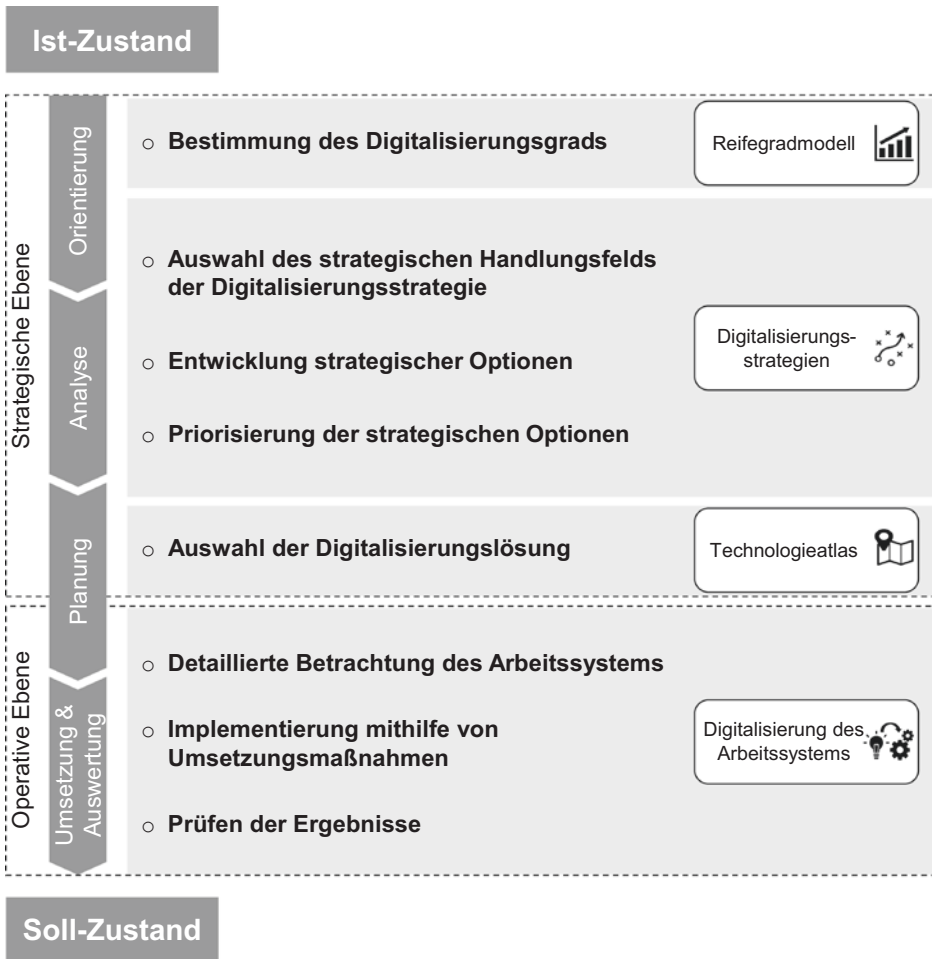 Ist-Zustand
Strategische Ebene
Orientierung
○ Bestimmung des Digitalisierungsgrads
Reifegradmodell
Analyse
○ Auswahl des strategischen Handlungsfelds
der Digitalisierungsstrategie
○ Entwicklung strategischer Optionen
○ Priorisierung der strategischen Optionen
Digitalisierungs-
strategien
Planung
○ Auswahl der Digitalisierungslösung
Technologieatlas
Operative Ebene
Umsetzung &
Auswertung
○ Detaillierte Betrachtung des Arbeitssystems
○ Implementierung mithilfe von
Umsetzungsmaßnahmen
○ Prüfen der Ergebnisse
Digitalisierung des
Arbeitssystems
Soll-Zustand